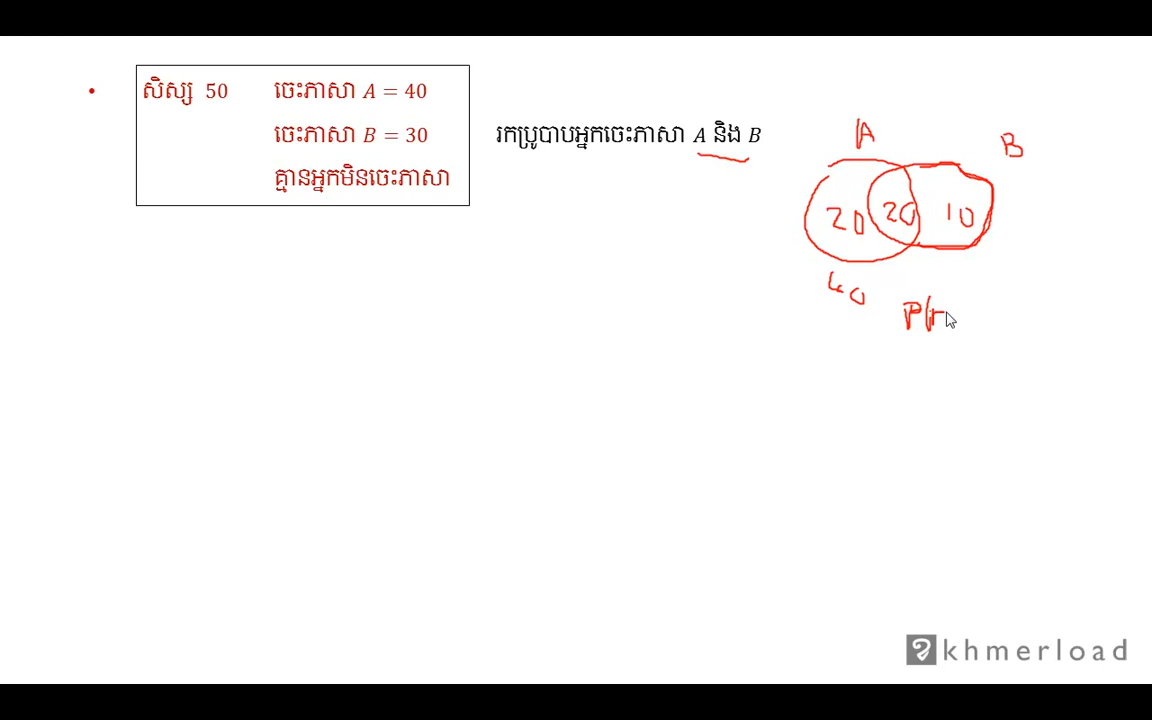 • សិស្ស 50 ចេះភាសា A = 40
ចេះភាសា B = 30
គ្មានអ្នកមិនចេះភាសា
រកប្រូបាបអ្នកចេះភាសា A និង B
A
B
20 20 10
40
P(
khmerload